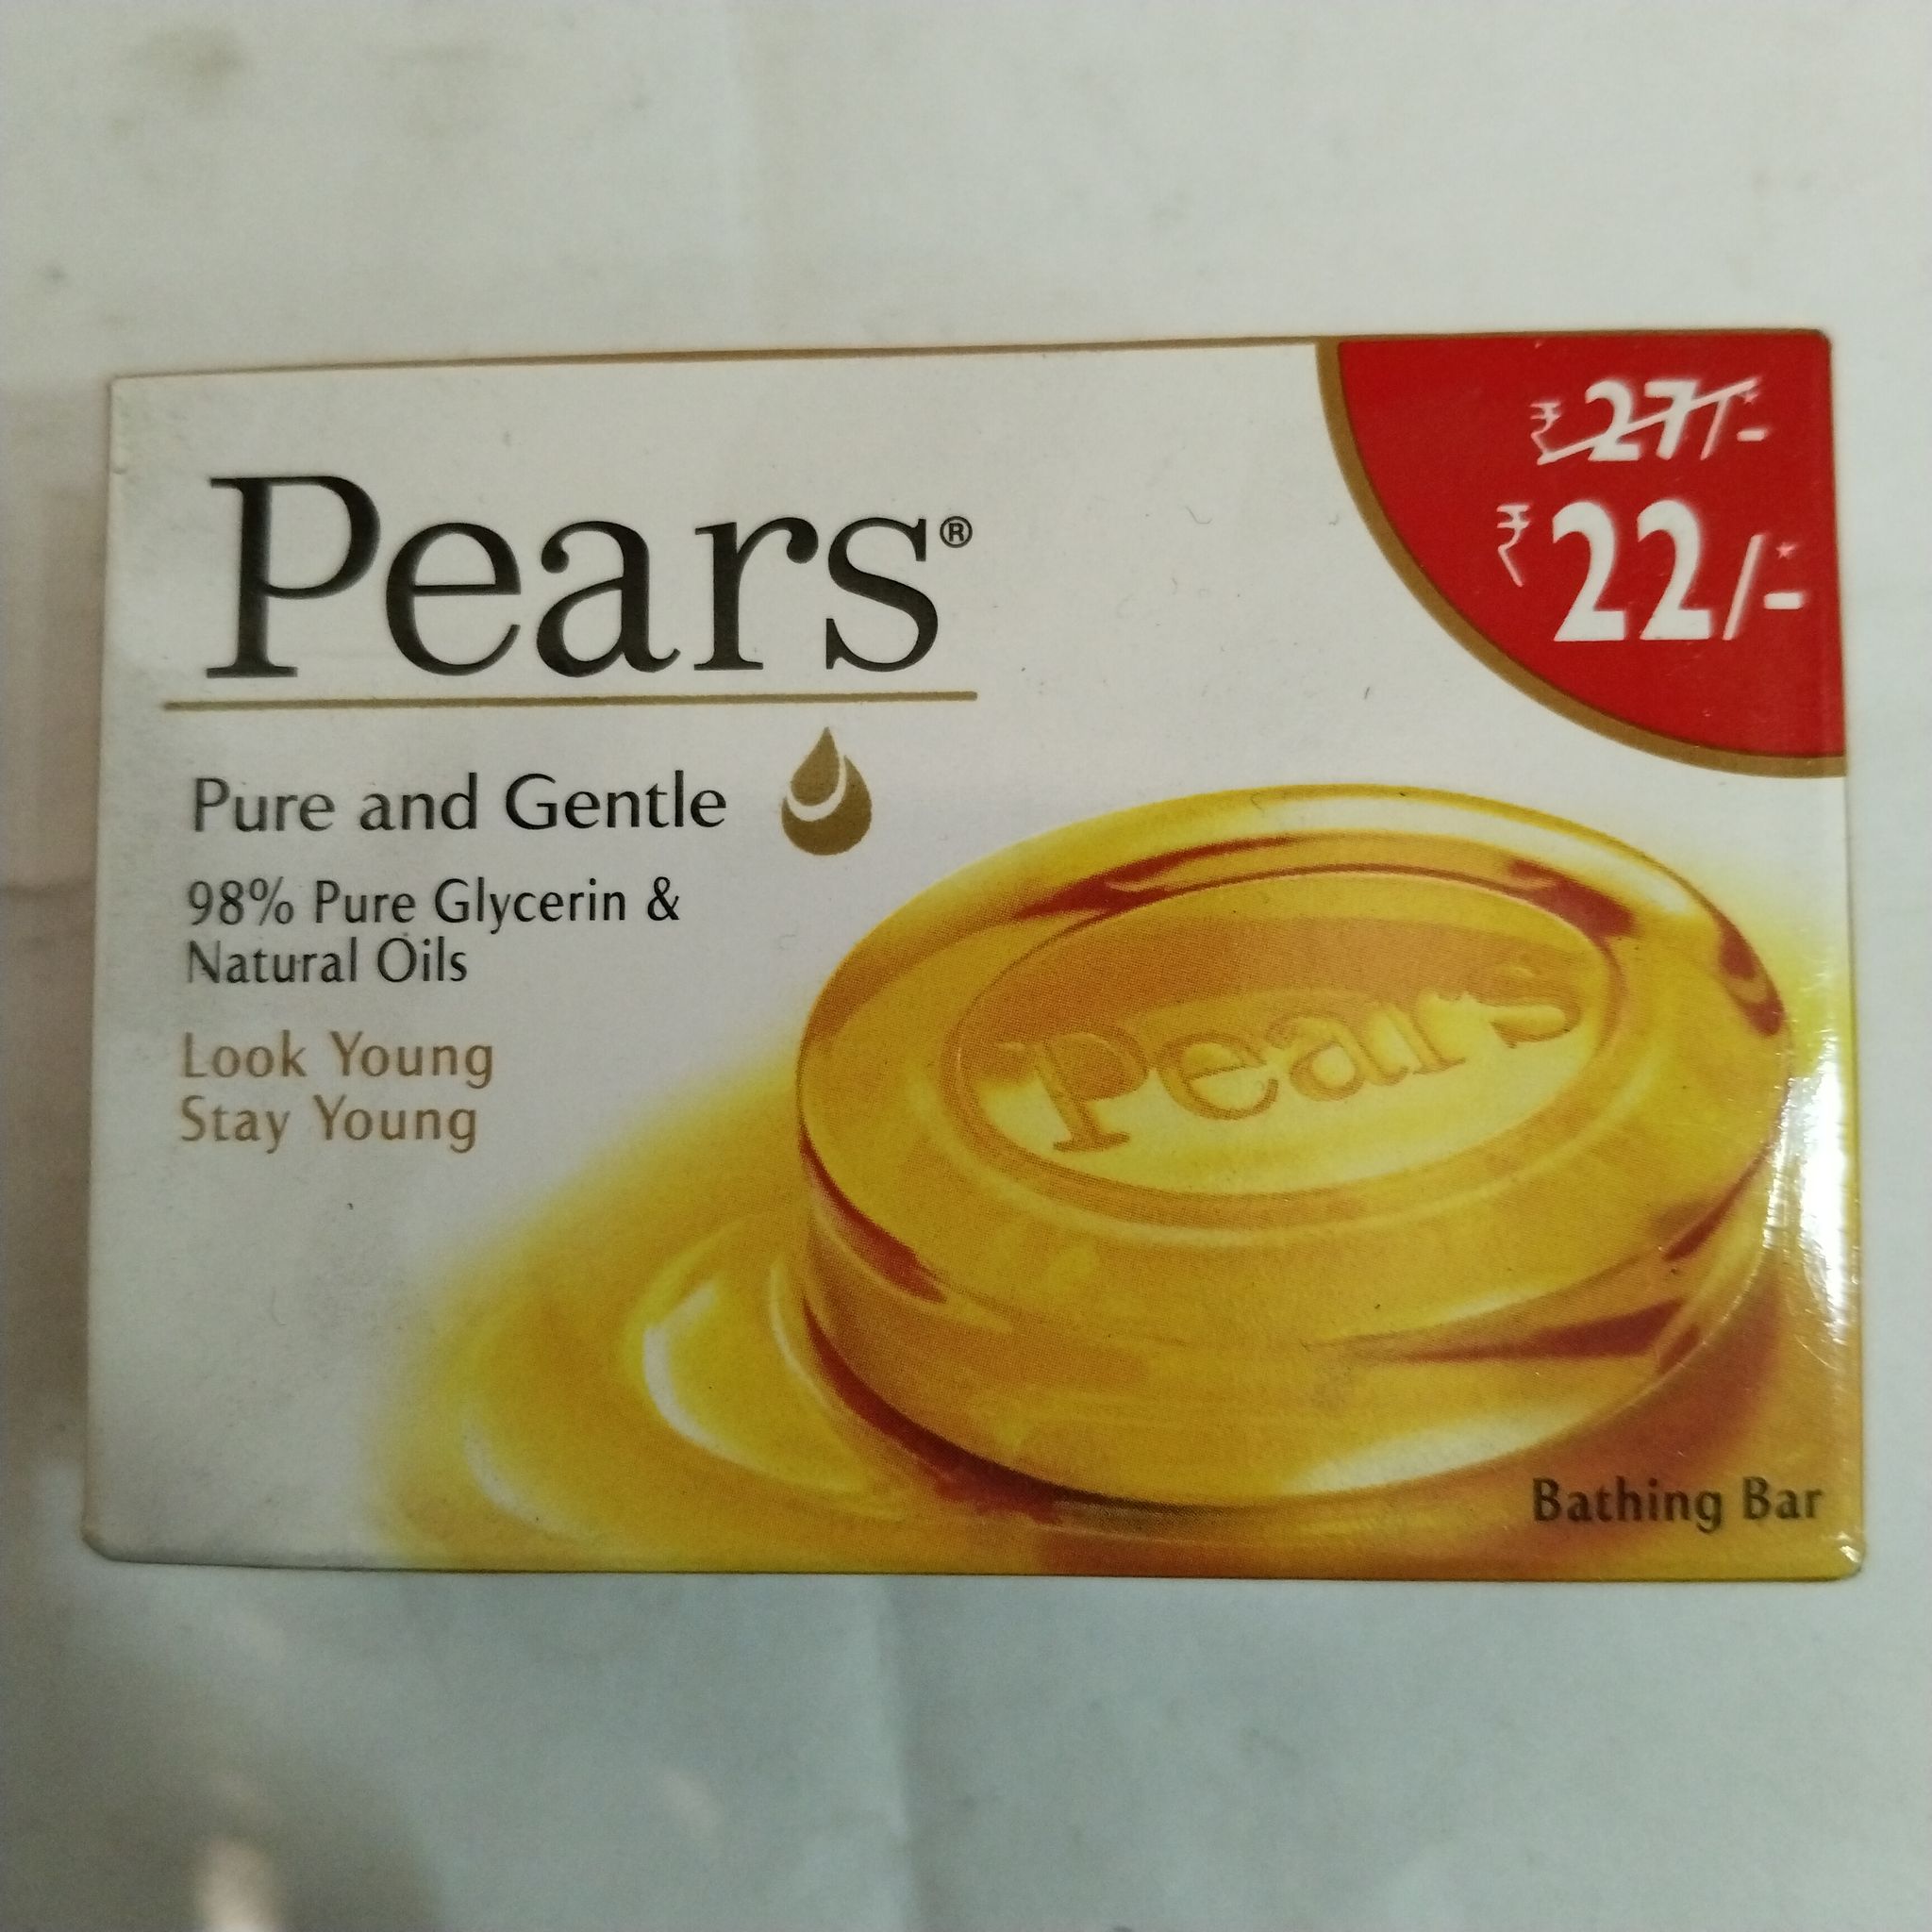 Pears®
₹27/-*
₹22/-*
Pure and Gentle
98% Pure Glycerin &
Natural Oils
Look Young
Stay Young
Pears
Bathing Bar